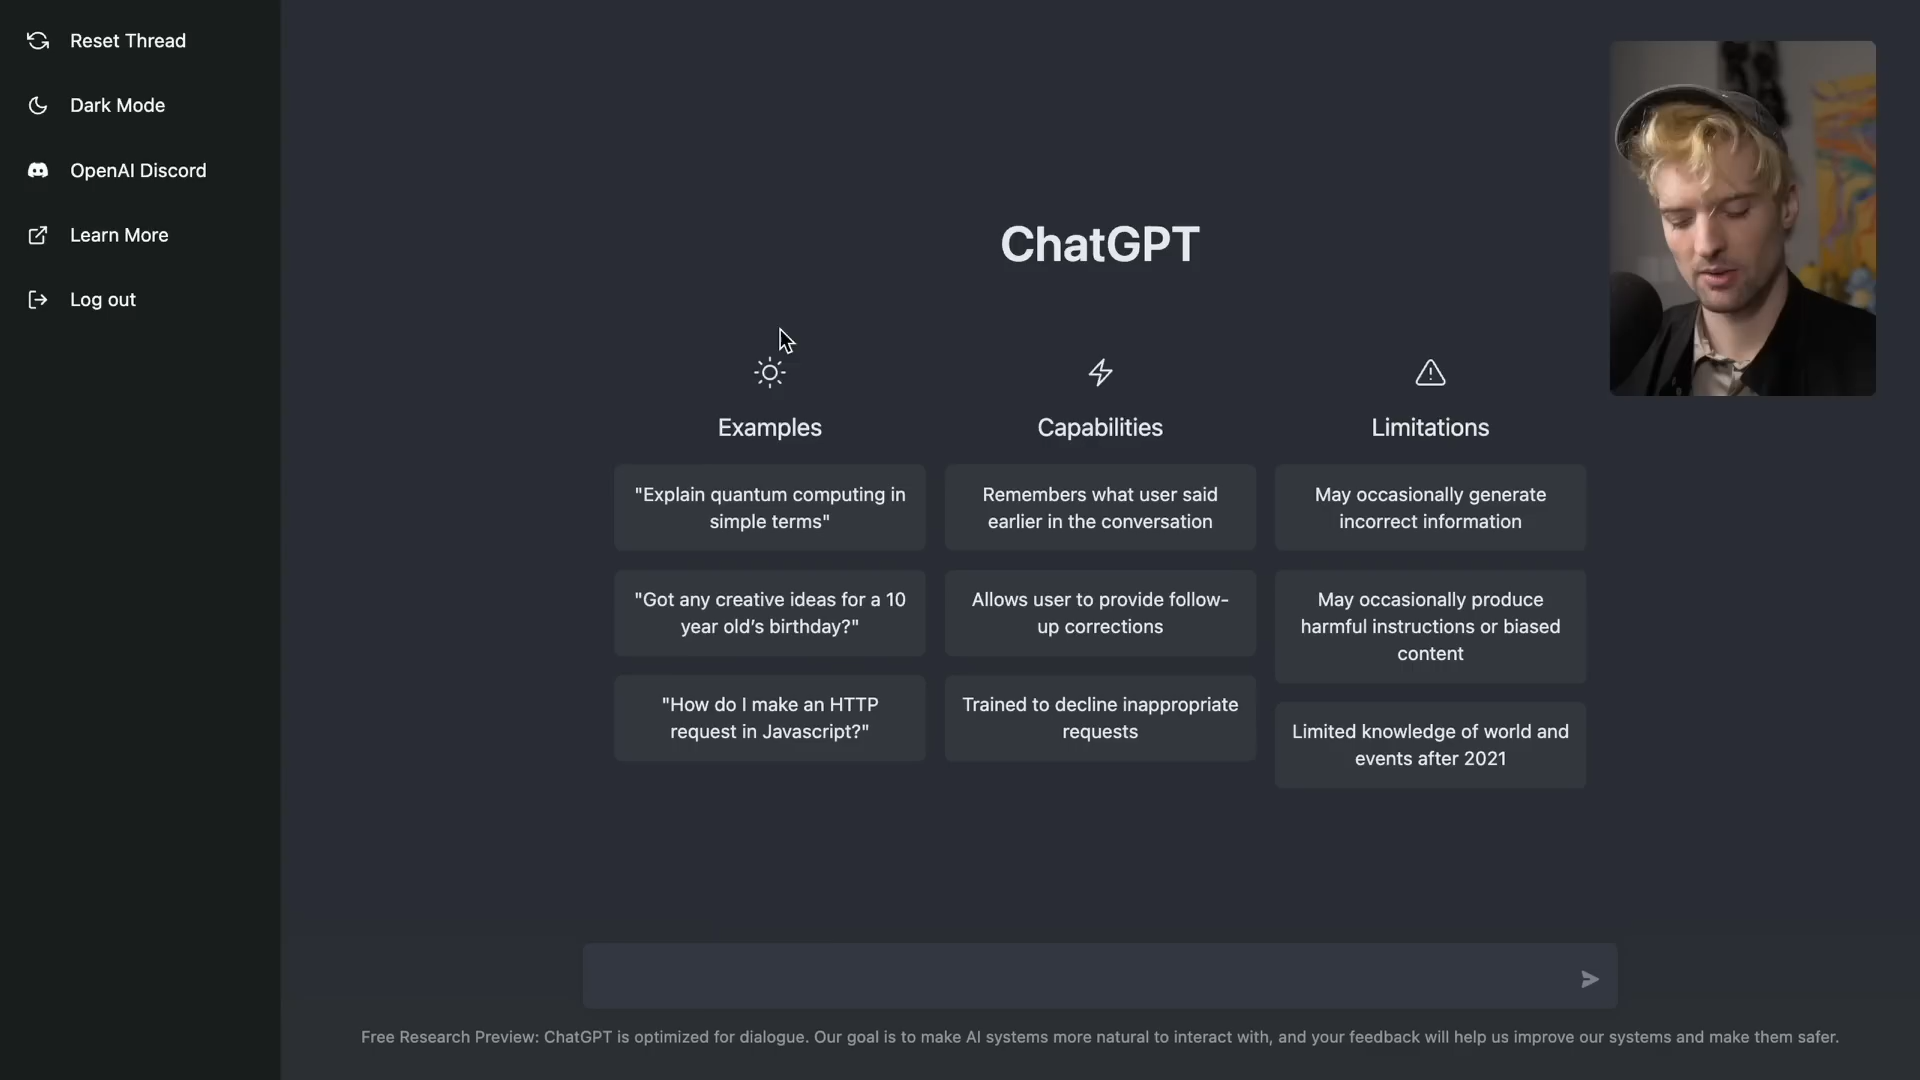 Reset Thread
Dark Mode
OpenAI Discord
Learn More
Log out
ChatGPT
Examples
"Explain quantum computing in
simple terms"
"Got any creative ideas for a 10
year old's birthday?"
"How do I make an HTTP
request in Javascript?"
Capabilities
Remembers what user said
earlier in the conversation
Allows user to provide follow-
up corrections
Trained to decline inappropriate
requests
Limitations
May occasionally generate
incorrect information
May occasionally produce
harmful instructions or biased
content
Limited knowledge of world and
events after 2021
Free Research Preview: ChatGPT is optimized for dialogue. Our goal is to make AI systems more natural to interact with, and your feedback will help us improve our systems and make them safer.